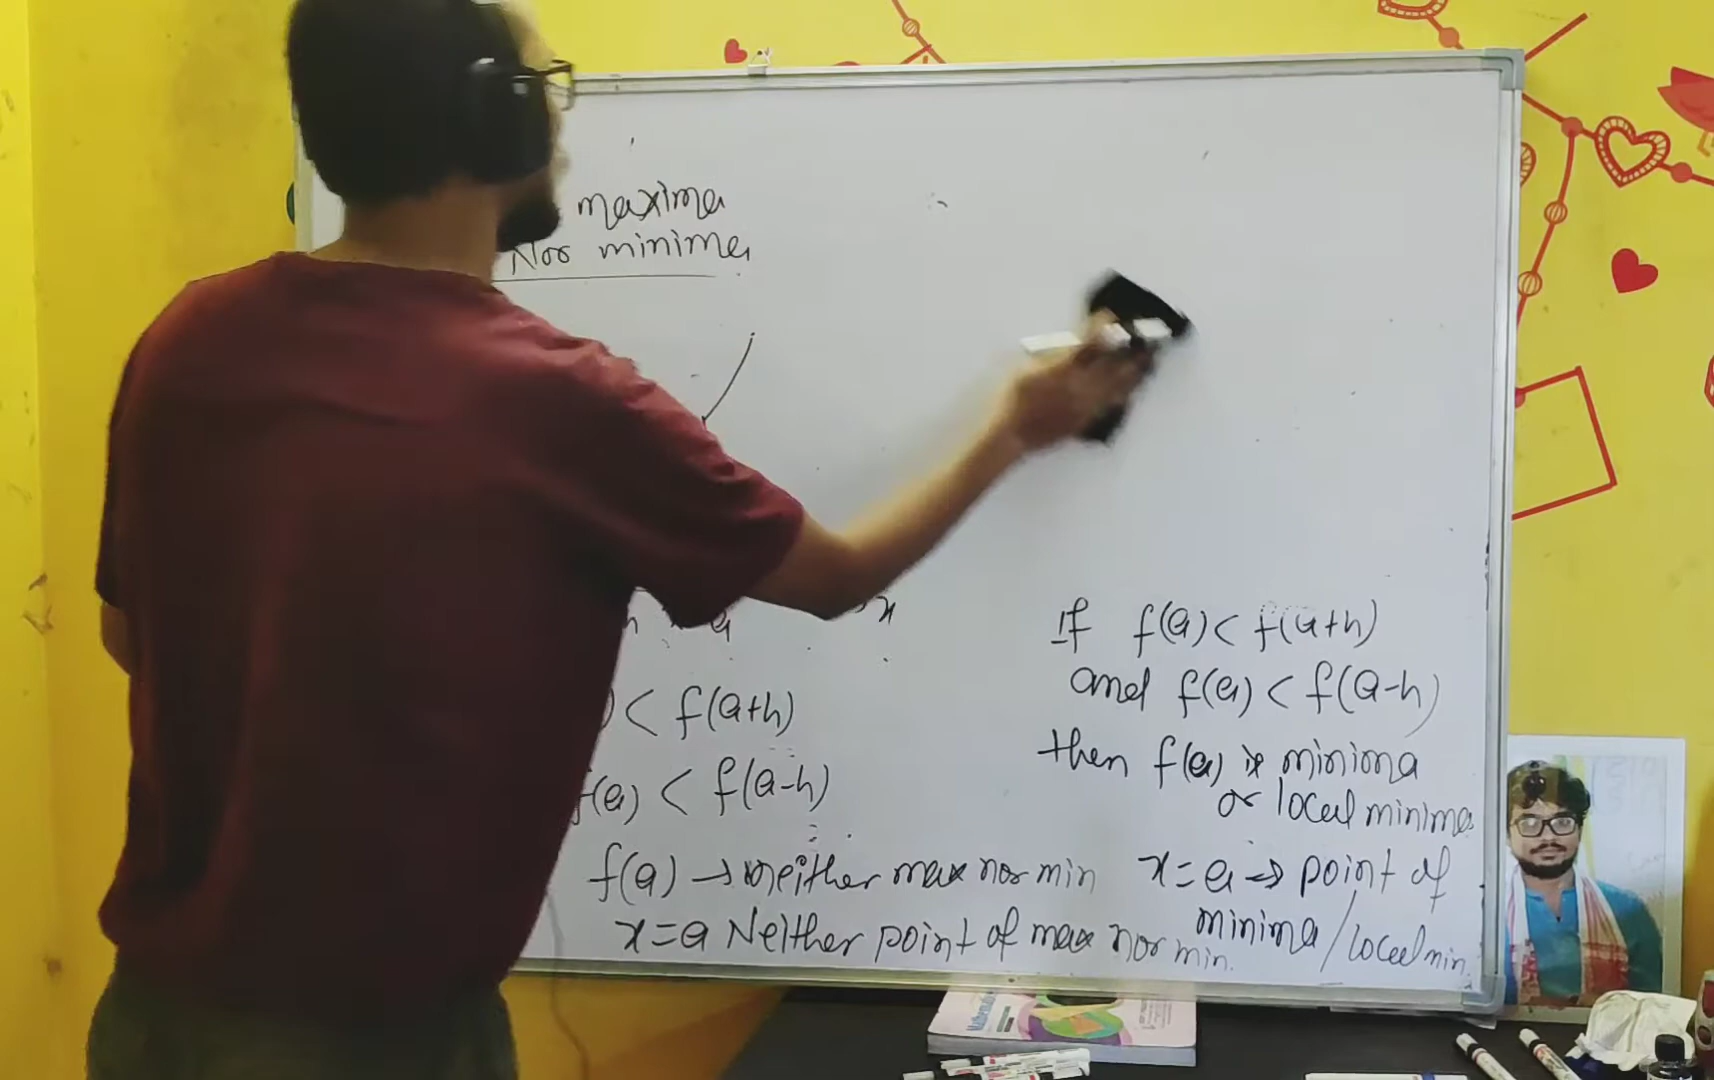 maxima
Nor minima
x
a
< f(a+h)
f(a) < f(a-h)
f(a) → neither max nor min
x=a Neither point of max nor min.
If f(a) < f(a+h)
and f(a) < f(a-h)
then f(a) is minima
or local minima
x=a → point of
minima/local min.
Mathematics